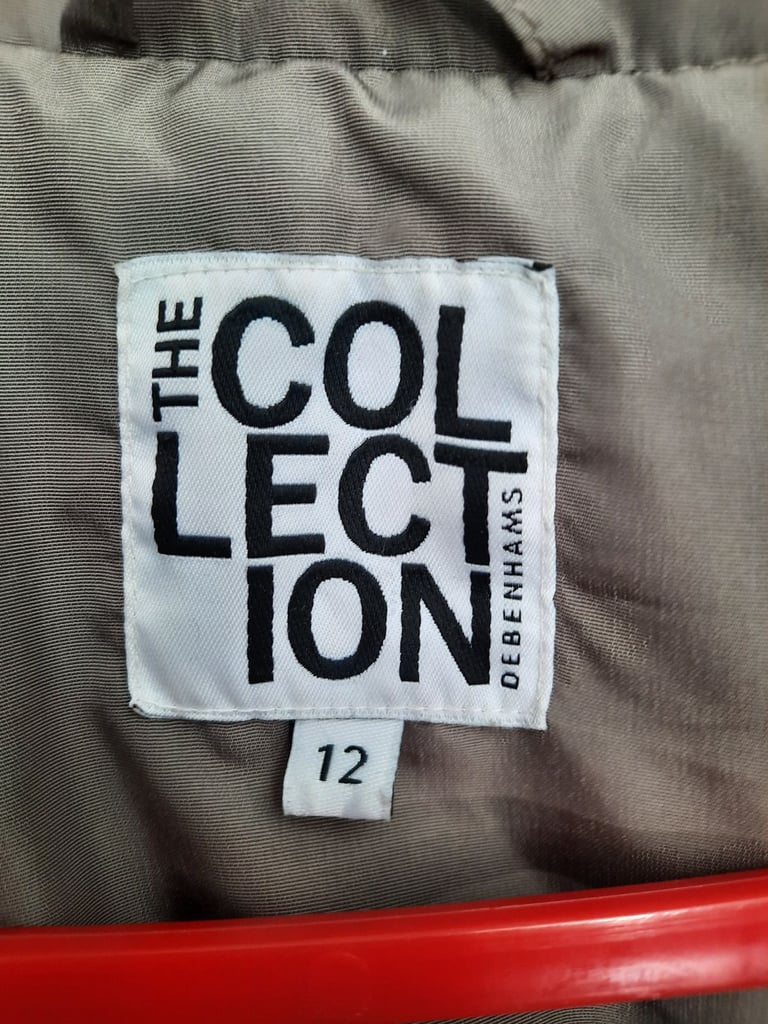 THE
COL
LECT
ION
DEBENHAMS
12